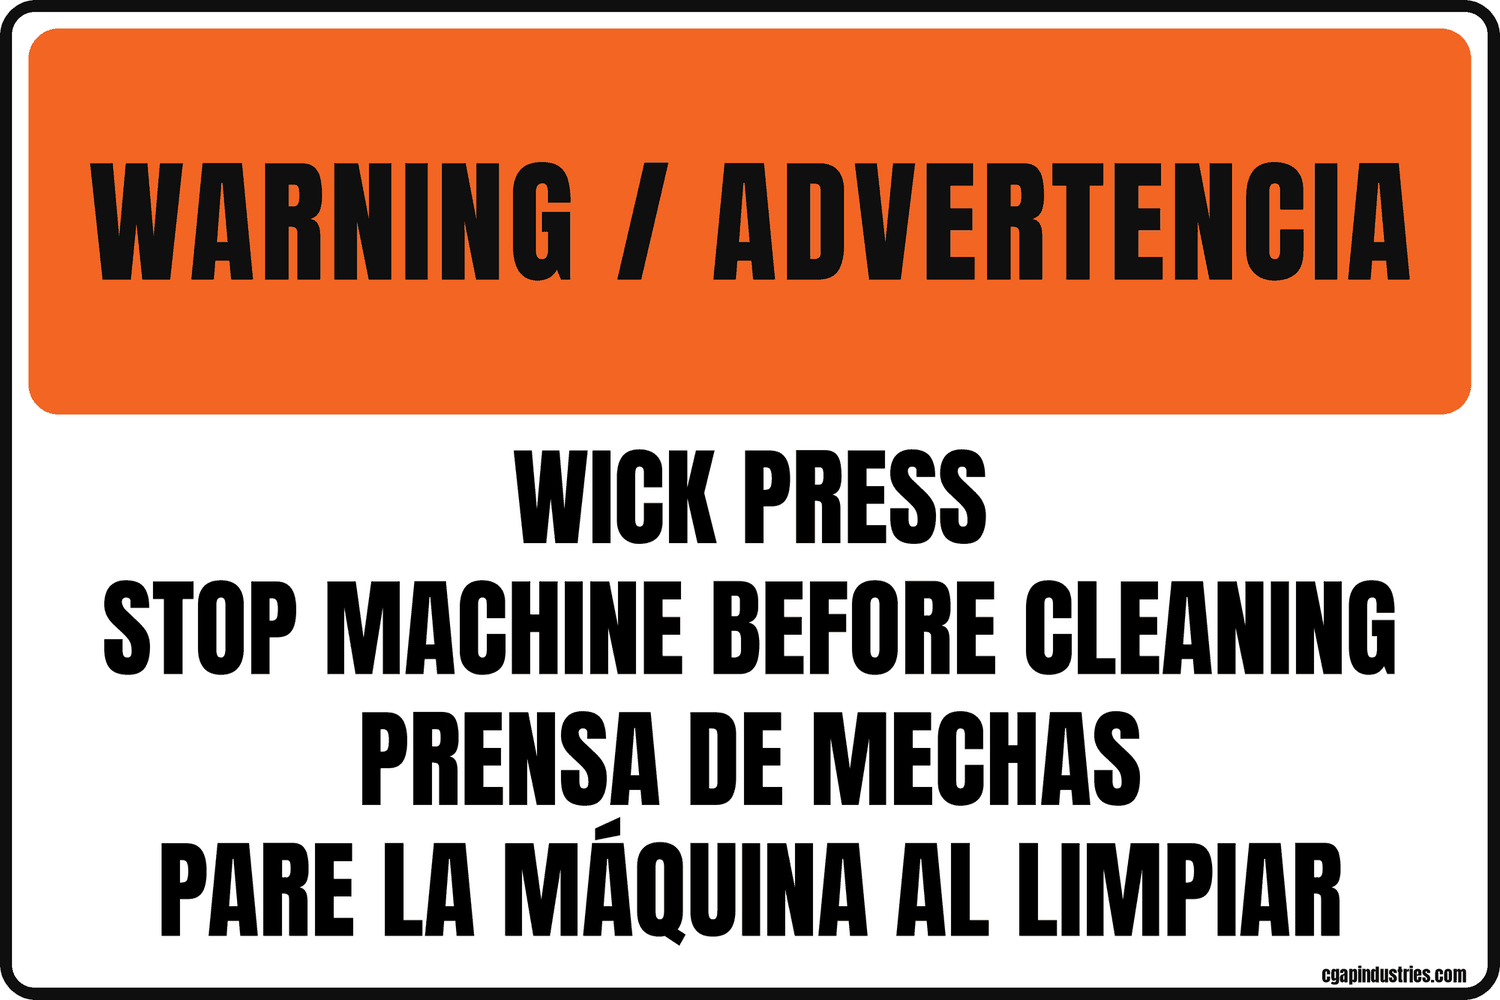 WARNING / ADVERTENCIA
WICK PRESS
STOP MACHINE BEFORE CLEANING
PRENSA DE MECHAS
PARE LA MÁQUINA AL LIMPIAR
cgapindustries.com